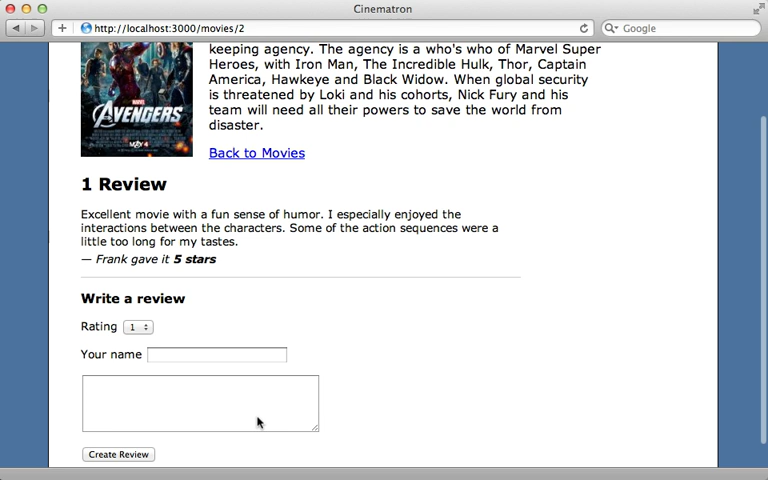 Cinematron
http://localhost:3000/movies/2
Google
keeping agency. The agency is a who's who of Marvel Super
Heroes, with Iron Man, The Incredible Hulk, Thor, Captain
America, Hawkeye and Black Widow. When global security
is threatened by Loki and his cohorts, Nick Fury and his
team will need all their powers to save the world from
disaster.
MARVEL
AVENGERS
MAY 4
Back to Movies
1 Review
Excellent movie with a fun sense of humor. I especially enjoyed the
interactions between the characters. Some of the action sequences were a
little too long for my tastes.
— Frank gave it 5 stars
Write a review
Rating 1
Your name
Create Review